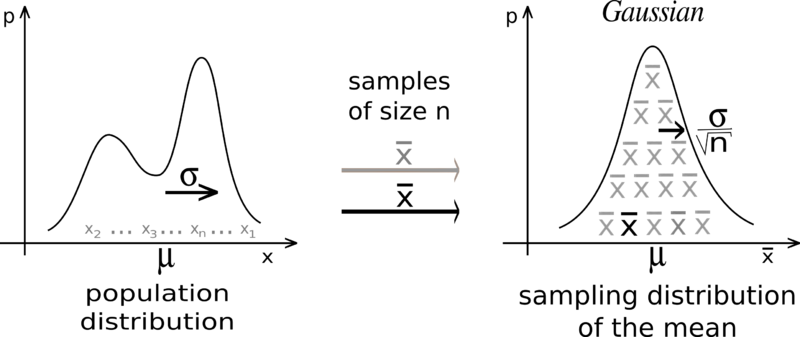 p
σ
x₂ ... x₃ ... xₙ ... x₁
μ
x
population
distribution
samples
of size n
x̄
x̄
Gaussian
p
x̄
x̄ x̄
σ
√n
x̄ x̄ x̄
x̄ x̄ x̄ x̄
x̄ x̄ x̄ x̄ x̄
μ
x̄
sampling distribution
of the mean